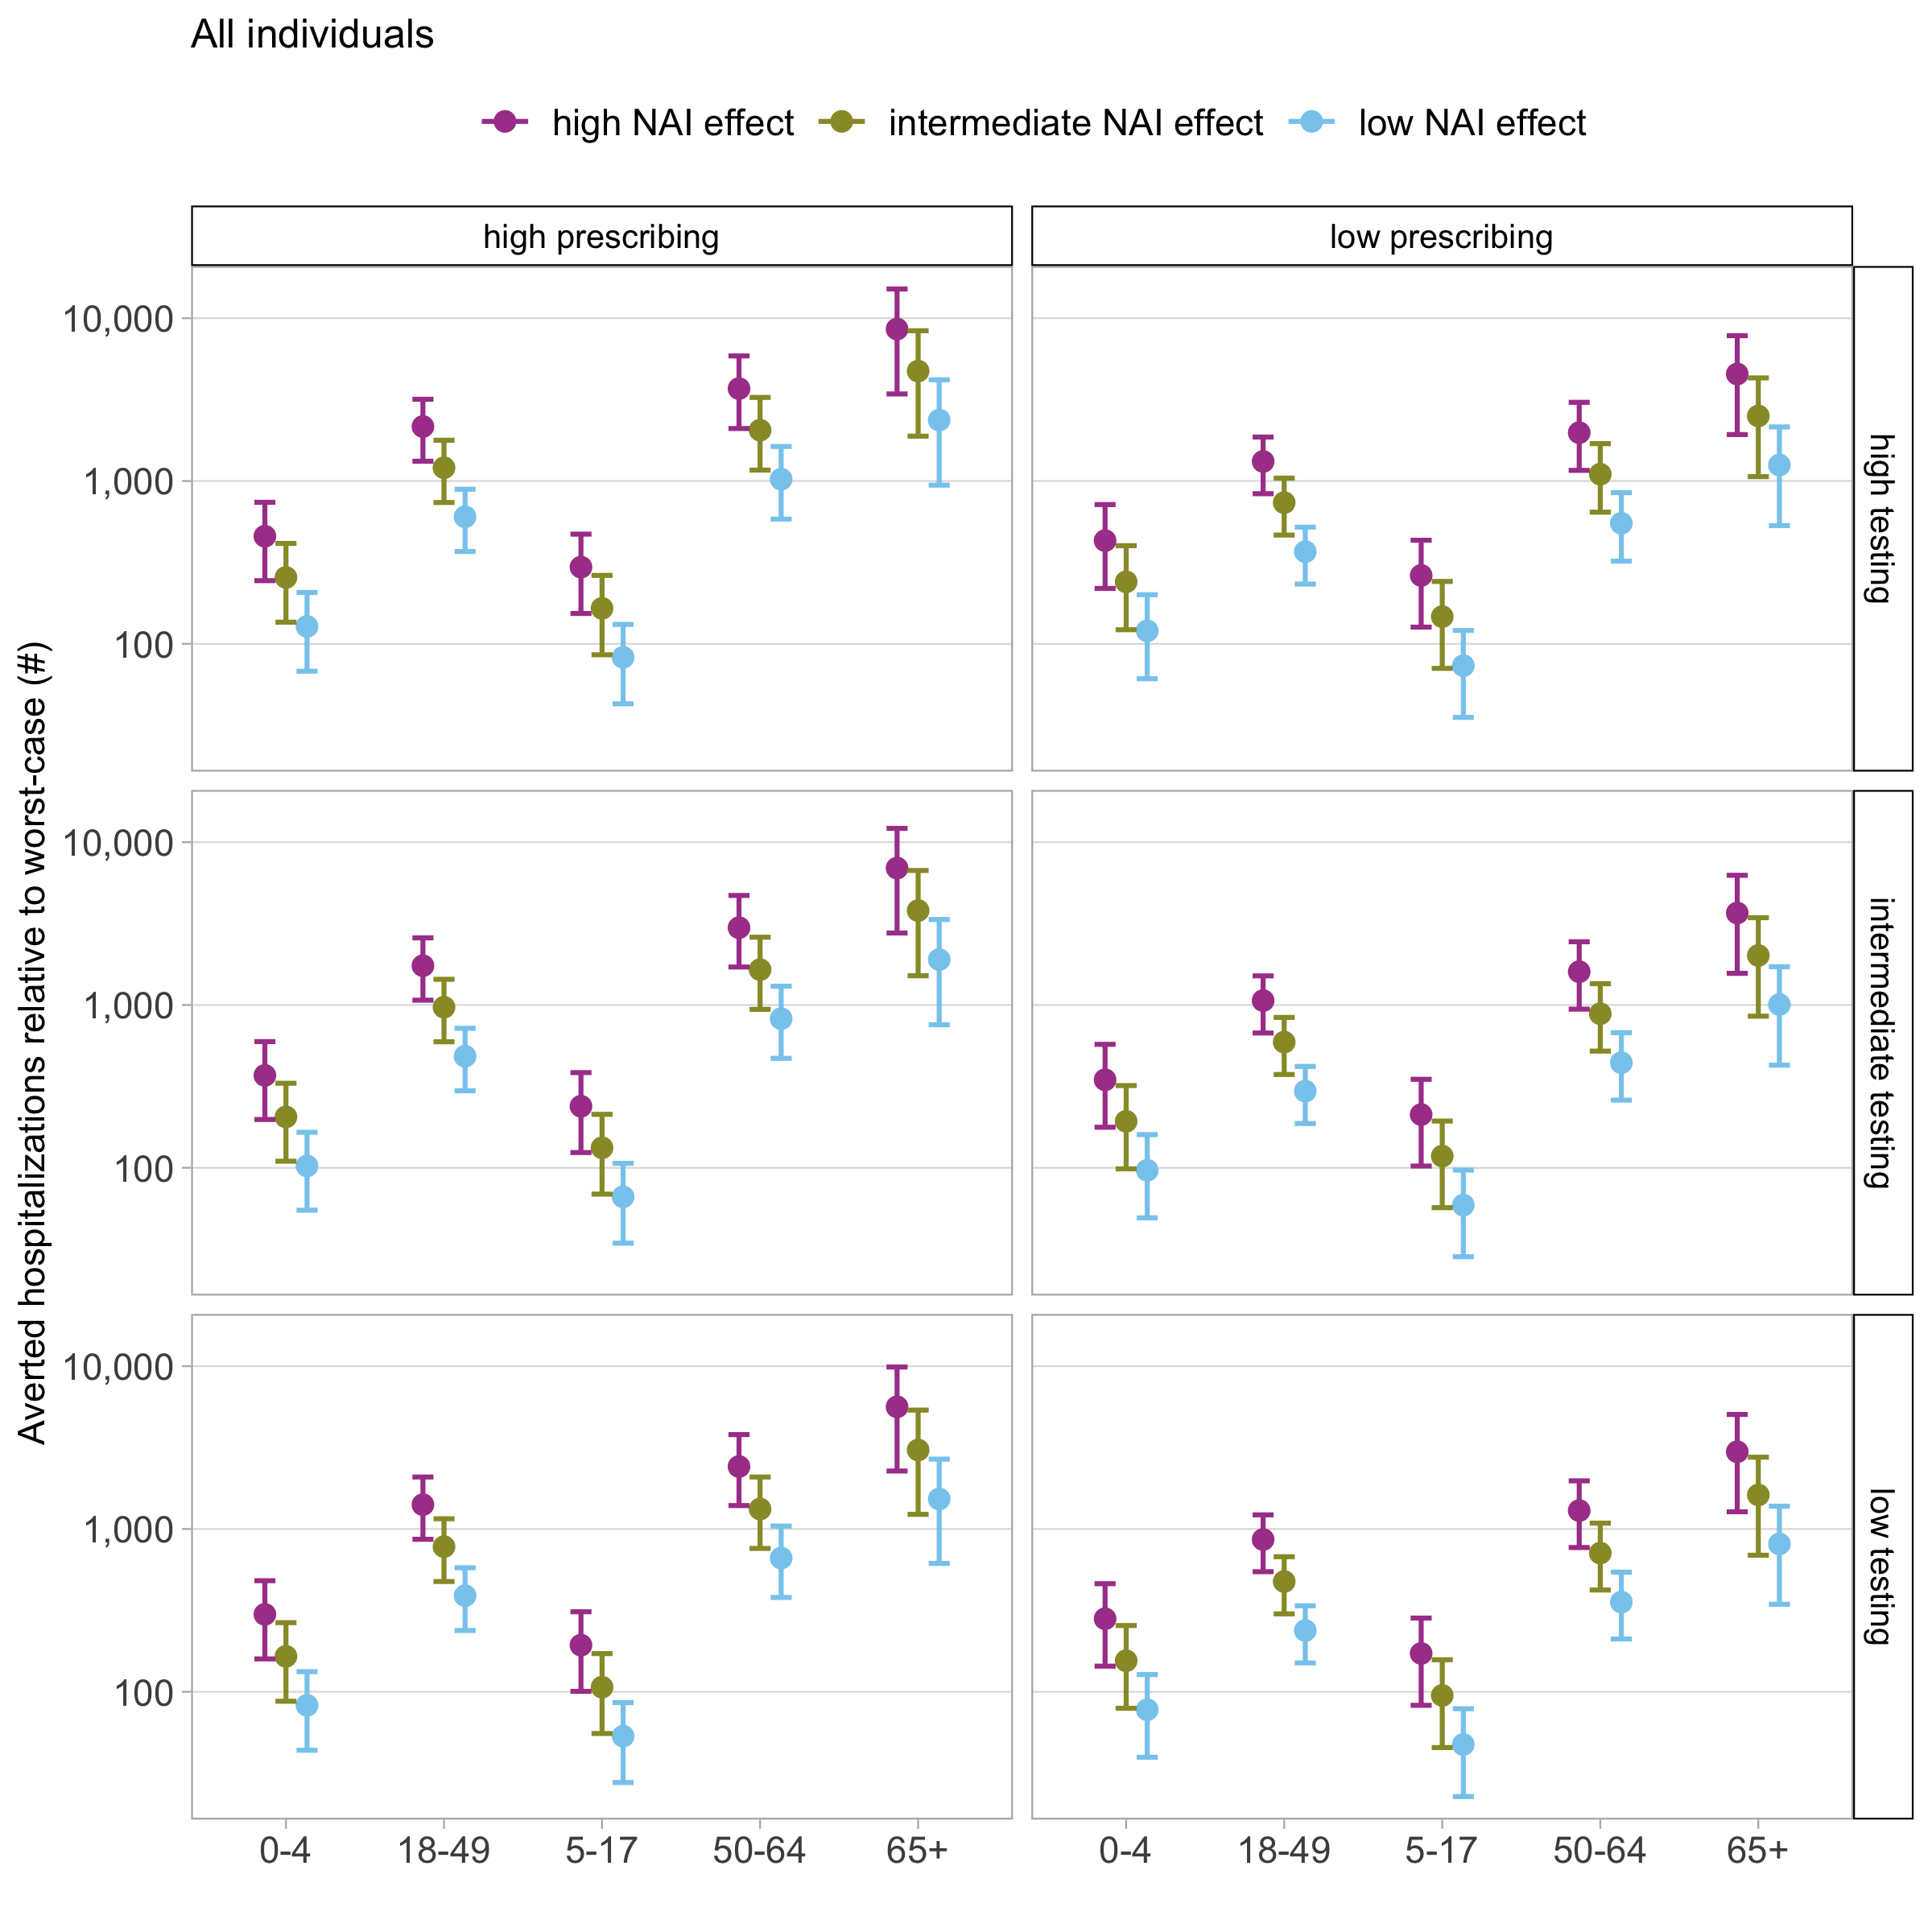 All individuals
high NAI effect intermediate NAI effect low NAI effect
high prescribing low prescribing
Averted hospitalizations relative to worst-case (#)
10,000
1,000
100
high testing
10,000
1,000
100
intermediate testing
10,000
1,000
100
low testing
0-4 18-49 5-17 50-64 65+ 0-4 18-49 5-17 50-64 65+